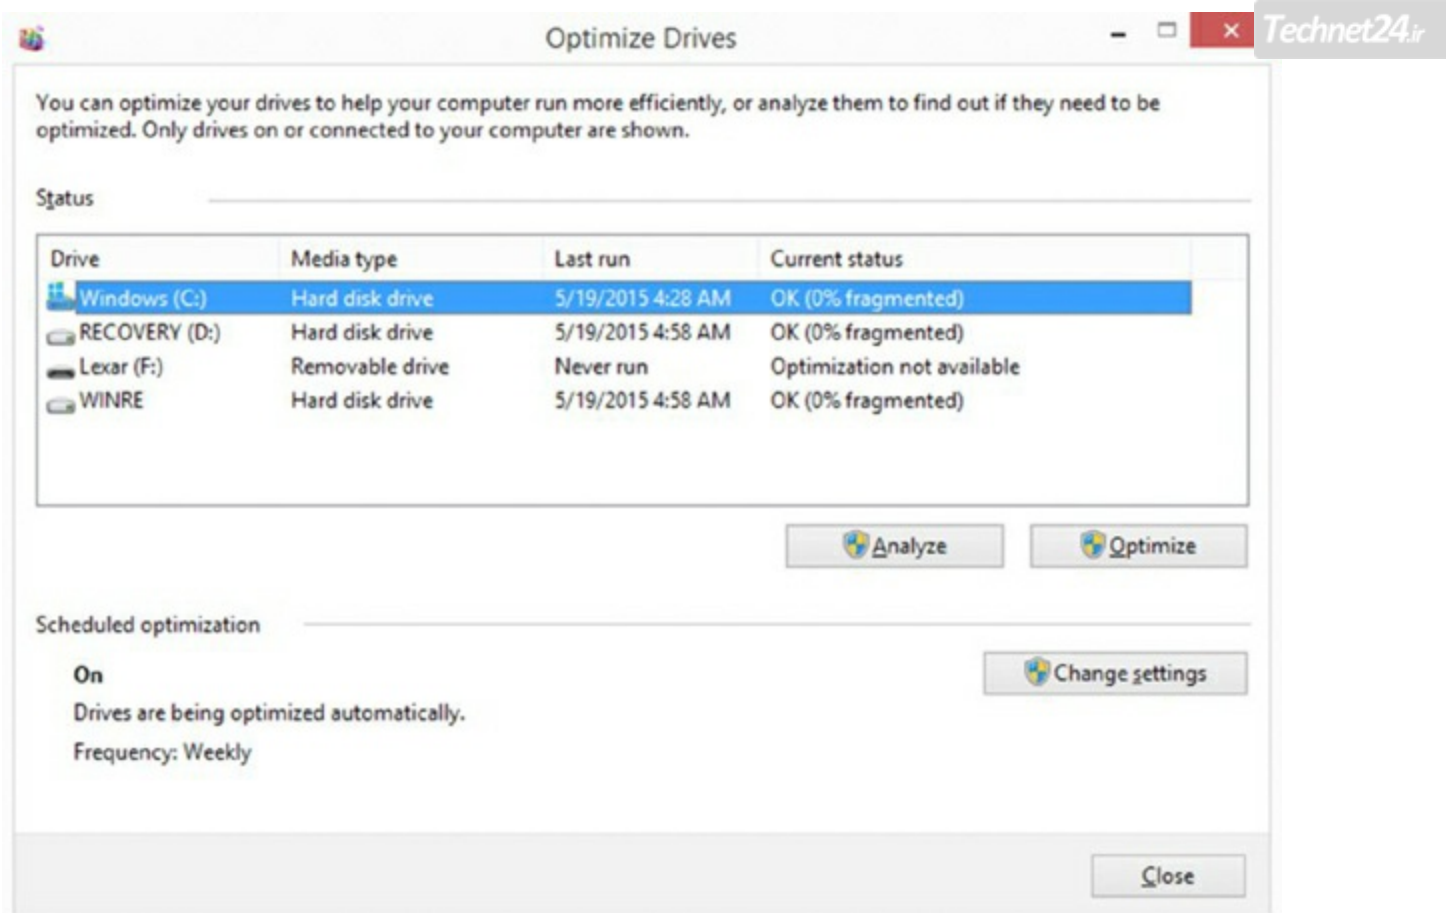 Optimize Drives
Technet24.ir
You can optimize your drives to help your computer run more efficiently, or analyze them to find out if they need to be
optimized. Only drives on or connected to your computer are shown.
Status
Drive Media type Last run Current status
Windows (C:) Hard disk drive 5/19/2015 4:28 AM OK (0% fragmented)
RECOVERY (D:) Hard disk drive 5/19/2015 4:58 AM OK (0% fragmented)
Lexar (F:) Removable drive Never run Optimization not available
WINRE Hard disk drive 5/19/2015 4:58 AM OK (0% fragmented)
Analyze Optimize
Scheduled optimization
On
Change settings
Drives are being optimized automatically.
Frequency: Weekly
Close